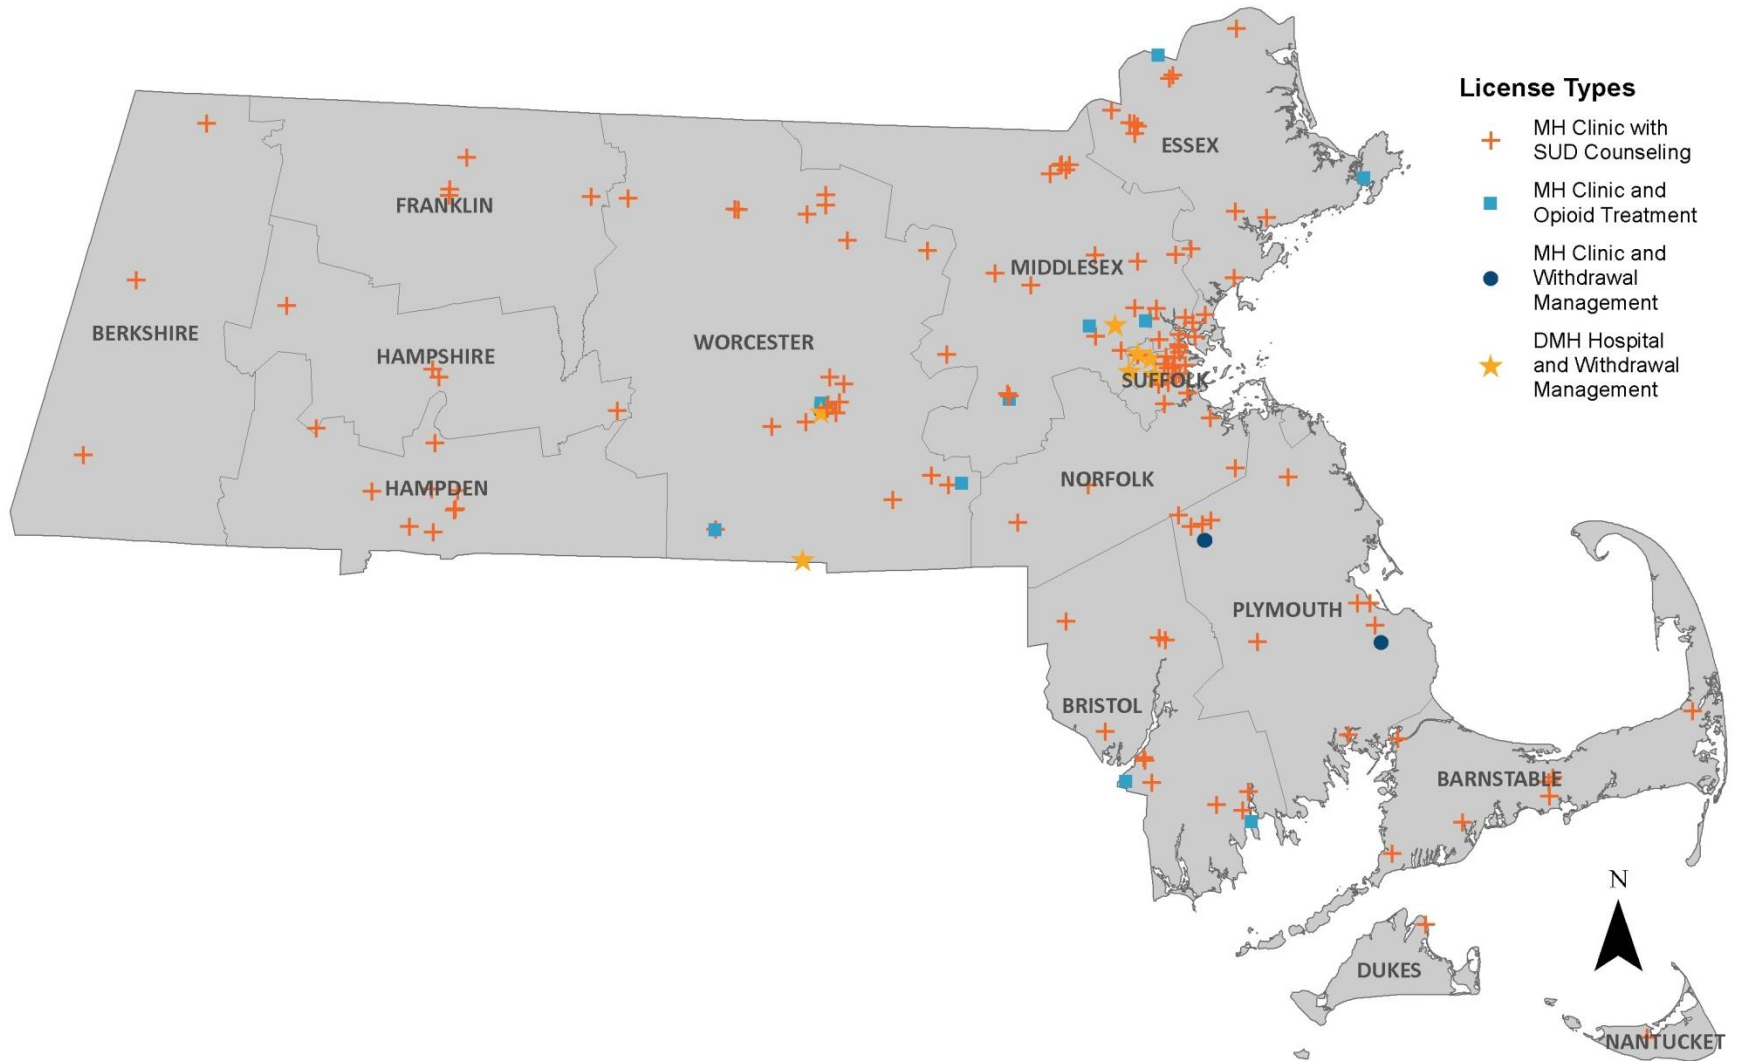 License Types
MH Clinic with
SUD Counseling
MH Clinic and
Opioid Treatment
MH Clinic and
Withdrawal
Management
DMH Hospital
and Withdrawal
Management
ESSEX
FRANKLIN
MIDDLESEX
BERKSHIRE
WORCESTER
HAMPSHIRE
SUFFOLK
NORFOLK
HAMPDEN
PLYMOUTH
BRISTOL
BARNSTABLE
N
DUKES
NANTUCKET